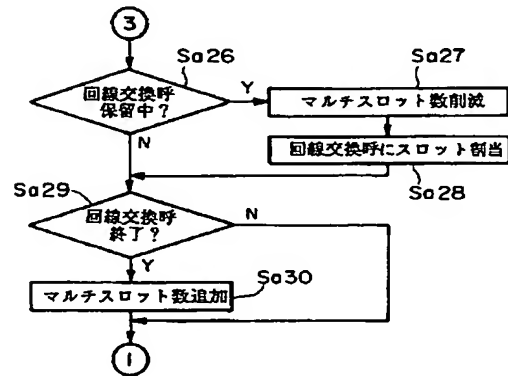 3
Sa26
回線交換呼
保留中?
Y
N
Sa27
マルチスロット数削減
回線交換呼にスロット割当
Sa28
Sa29
回線交換呼
終了?
N
Y
Sa30
マルチスロット数追加
1